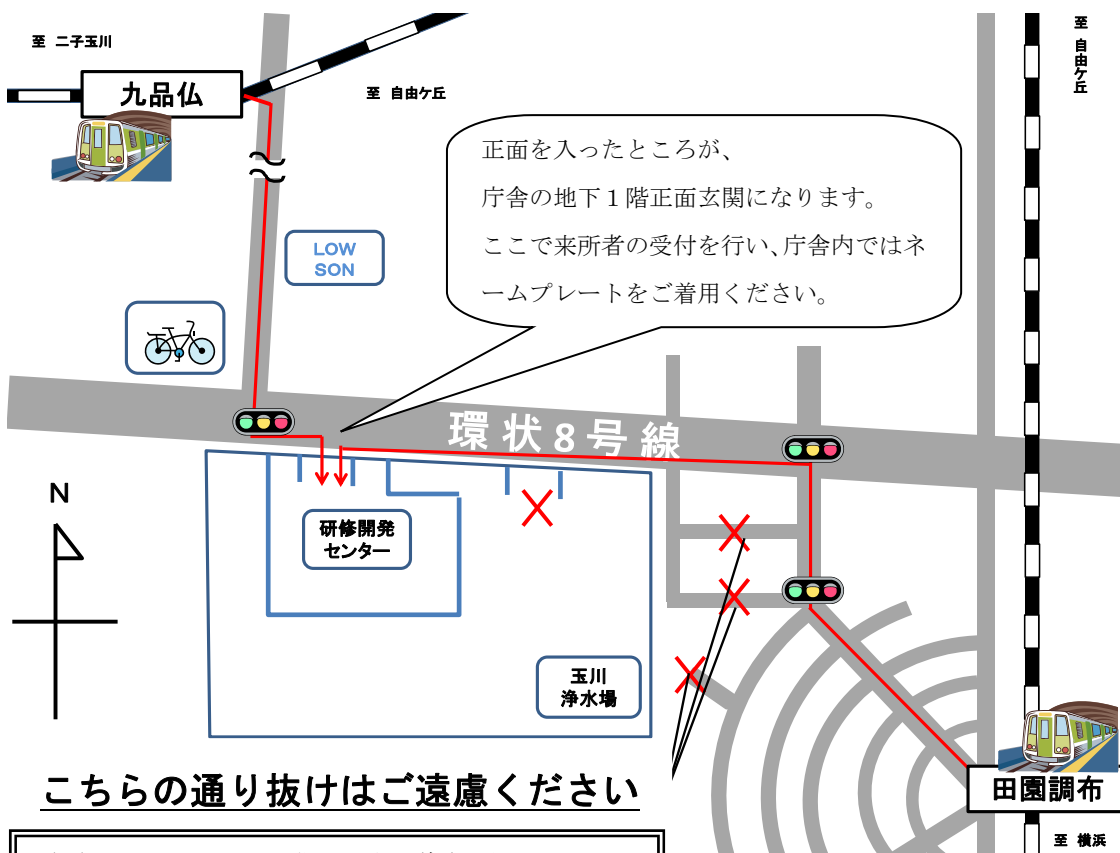 至 二子玉川
九品仏
至 自由ケ丘
至 自由ケ丘
正面を入ったところが、
庁舎の地下１階正面玄関になります。
ここで来所者の受付を行い、庁舎内ではネ
ームプレートをご着用ください。
LOW
SON
環状8号線
N
研修開発
センター
玉川
浄水場
こちらの通り抜けはご遠慮ください
田園調布
至 横浜